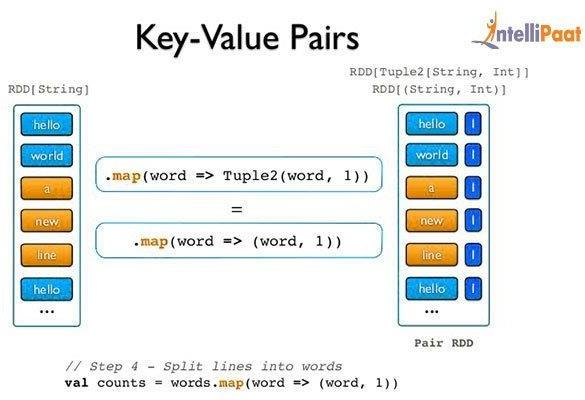 Key-Value Pairs
intelliPaat
RDD[String]
RDD[Tuple2[String, Int]]
RDD[(String, Int)]
hello
world
a
new
line
hello
...
.map(word => Tuple2(word, 1))
=
.map(word => (word, 1))
hello 1
world 1
a 1
new 1
line 1
hello 1
...
Pair RDD
// Step 4 - Split lines into words
val counts = words.map(word => (word, 1))